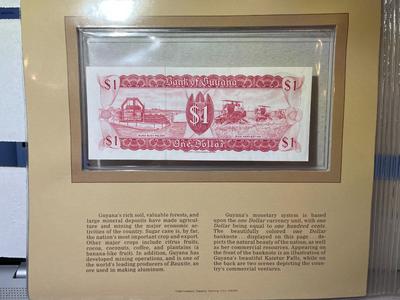 $1 Bank of Guyana $1
$1
$1 One Dollar $1
Guyana's rich soil, valuable forests, and
large mineral deposits have made agricul-
ture and mining the major economic ac-
tivities of the country. Sugar cane is, by far,
the nation's most important crop and export.
Other major crops include citrus fruits,
cocoa, coconuts, coffee, and plantains (a
banana-like fruit). In addition, Guyana has
developed mining operations, and is one of
the world's leading producers of Bauxite, an
ore used in making aluminum.
Guyana's monetary system is based
upon the one Dollar currency unit, with one
Dollar being equal to one hundred cents.
The beautifully colored one Dollar
banknote, displayed on this page, de-
picts the natural beauty of the nation, as well
as her commercial resources. Appearing on
the front of the banknote is an illustration of
Guyana's beautiful Kaieteur Falls, while on
the back are two scenes depicting the coun-
try's commercial ventures.